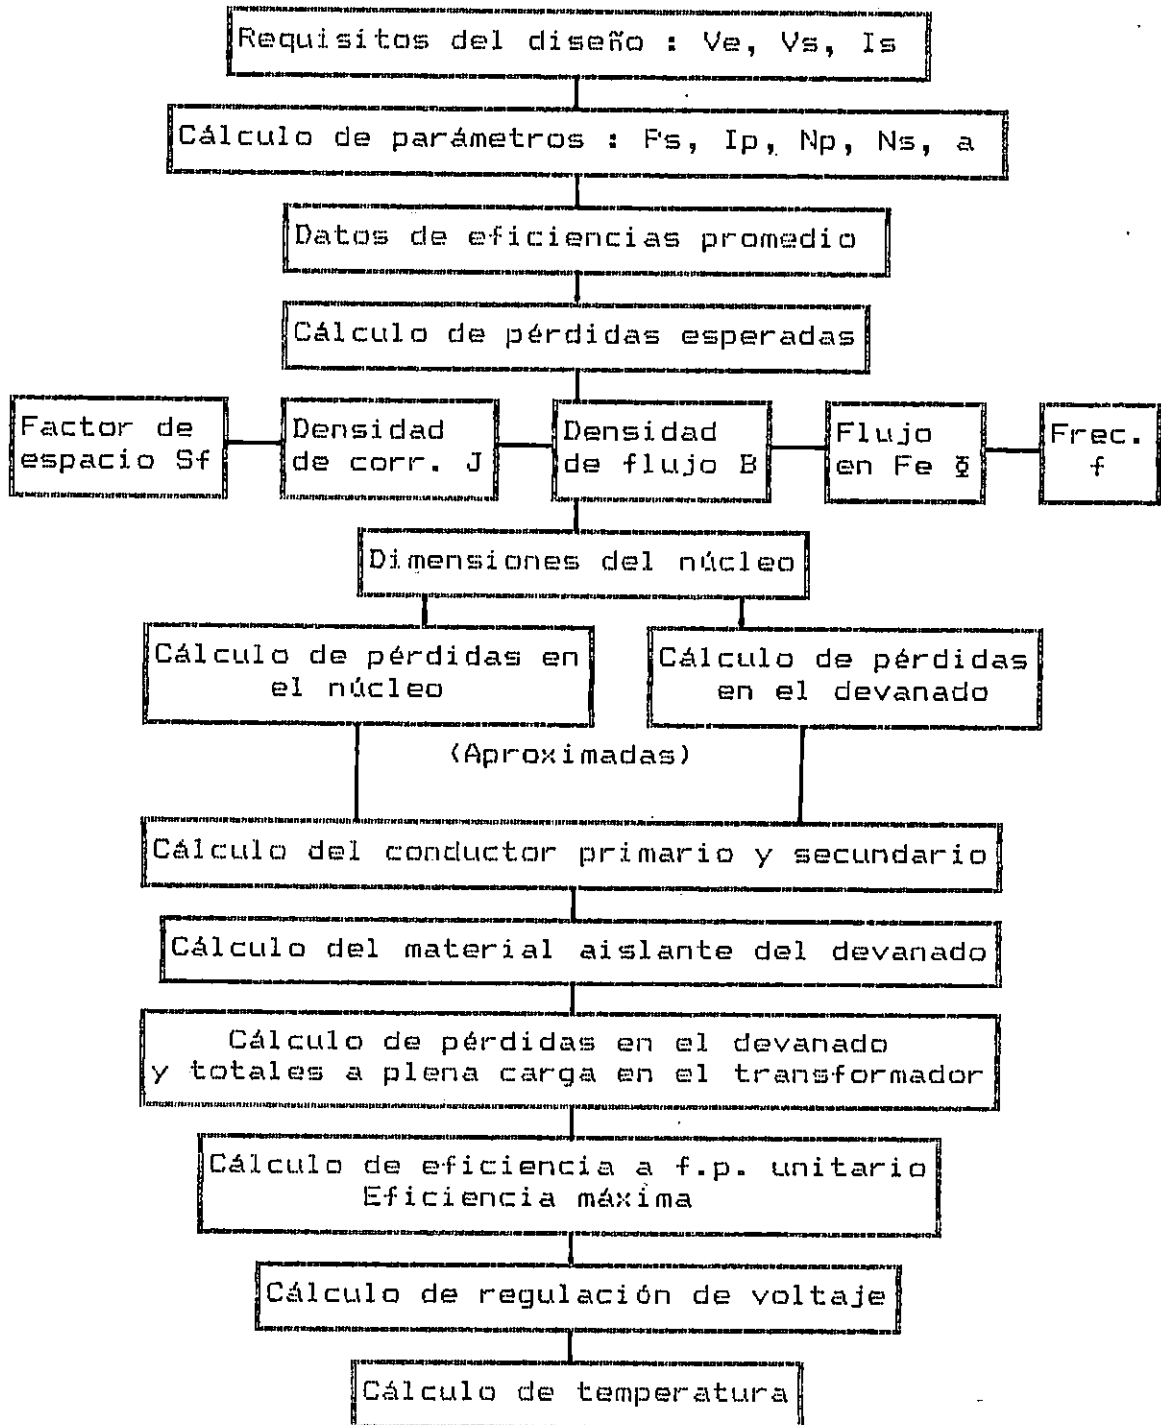 Requisitos del diseño : Ve, Vs, Is
Cálculo de parámetros : Ps, Ip, Np, Ns, a
Datos de eficiencias promedio
Cálculo de pérdidas esperadas
Factor de
espacio Sf
Densidad
de corr. J
Densidad
de flujo B
Flujo
en Fe Φ
Frec.
f
Dimensiones del núcleo
Cálculo de pérdidas en
el núcleo
Cálculo de pérdidas
en el devanado
(Aproximadas)
Cálculo del conductor primario y secundario
Cálculo del material aislante del devanado
Cálculo de pérdidas en el devanado
y totales a plena carga en el transformador
Cálculo de eficiencia a f.p. unitario
Eficiencia máxima
Cálculo de regulación de voltaje
Cálculo de temperatura